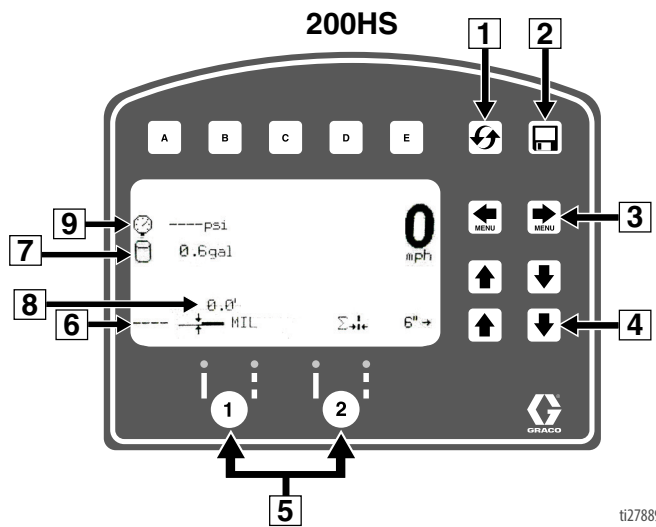 200HS
1
2
A
B
C
D
E
9
----psi
0
MENU
MENU
3
7
0.6gal
mph
8
0.0'
6
---- MIL Σ 6"→
4
1
2
GRACO
5
ti27889